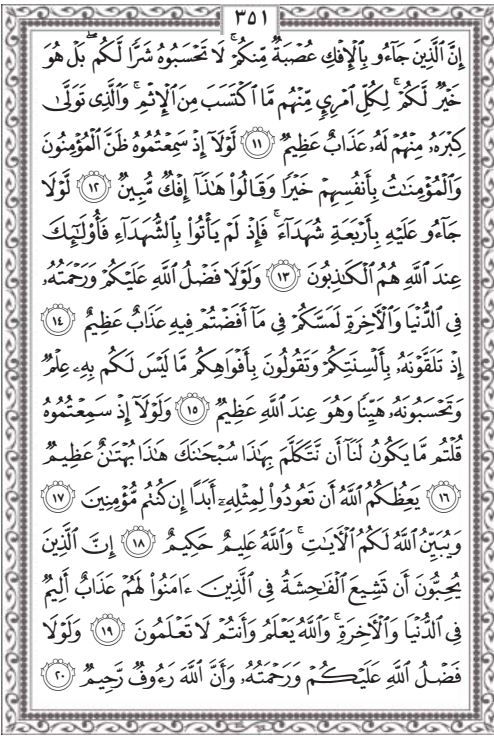 ٣٥١
إِنَّ ٱلَّذِينَ جَآءُو بِٱلْإِفْكِ عُصْبَةٌ مِّنكُمْ ۚ لَا تَحْسَبُوهُ شَرًّا لَّكُم ۖ بَلْ هُوَ
خَيْرٌ لَّكُمْ ۚ لِكُلِّ ٱمْرِئٍ مِّنْهُم مَّا ٱكْتَسَبَ مِنَ ٱلْإِثْمِ ۚ وَٱلَّذِى تَوَلَّىٰ
كِبْرَهُۥ مِنْهُمْ لَهُۥ عَذَابٌ عَظِيمٌ ١١ لَّوْلَآ إِذْ سَمِعْتُمُوهُ ظَنَّ ٱلْمُؤْمِنُونَ
وَٱلْمُؤْمِنَٰتُ بِأَنفُسِهِمْ خَيْرًا وَقَالُوا۟ هَٰذَآ إِفْكٌ مُّبِينٌ ١٢ لَّوْلَا
جَآءُو عَلَيْهِ بِأَرْبَعَةِ شُهَدَآءَ ۚ فَإِذْ لَمْ يَأْتُوا۟ بِٱلشُّهَدَآءِ فَأُو۟لَٰٓئِكَ
عِندَ ٱللَّهِ هُمُ ٱلْكَٰذِبُونَ ١٣ وَلَوْلَا فَضْلُ ٱللَّهِ عَلَيْكُمْ وَرَحْمَتُهُۥ
فِى ٱلدُّنْيَا وَٱلْءَاخِرَةِ لَمَسَّكُمْ فِى مَآ أَفَضْتُمْ فِيهِ عَذَابٌ عَظِيمٌ ١٤
إِذْ تَلَقَّوْنَهُۥ بِأَلْسِنَتِكُمْ وَتَقُولُونَ بِأَفْوَاهِكُم مَّا لَيْسَ لَكُم بِهِۦ عِلْمٌ
وَتَحْسَبُونَهُۥ هَيِّنًا وَهُوَ عِندَ ٱللَّهِ عَظِيمٌ ١٥ وَلَوْلَآ إِذْ سَمِعْتُمُوهُ
قُلْتُم مَّا يَكُونُ لَنَآ أَن نَّتَكَلَّمَ بِهَٰذَا سُبْحَٰنَكَ هَٰذَا بُهْتَٰنٌ عَظِيمٌ
١٦ يَعِظُكُمُ ٱللَّهُ أَن تَعُودُوا۟ لِمِثْلِهِۦٓ أَبَدًا إِن كُنتُم مُّؤْمِنِينَ ١٧
وَيُبَيِّنُ ٱللَّهُ لَكُمُ ٱلْءَايَٰتِ ۚ وَٱللَّهُ عَلِيمٌ حَكِيمٌ ١٨ إِنَّ ٱلَّذِينَ
يُحِبُّونَ أَن تَشِيعَ ٱلْفَٰحِشَةُ فِى ٱلَّذِينَ ءَامَنُوا۟ لَهُمْ عَذَابٌ أَلِيمٌ
فِى ٱلدُّنْيَا وَٱلْءَاخِرَةِ ۚ وَٱللَّهُ يَعْلَمُ وَأَنتُمْ لَا تَعْلَمُونَ ١٩ وَلَوْلَا
فَضْلُ ٱللَّهِ عَلَيْكُمْ وَرَحْمَتُهُۥ وَأَنَّ ٱللَّهَ رَءُوفٌ رَّحِيمٌ ٢٠